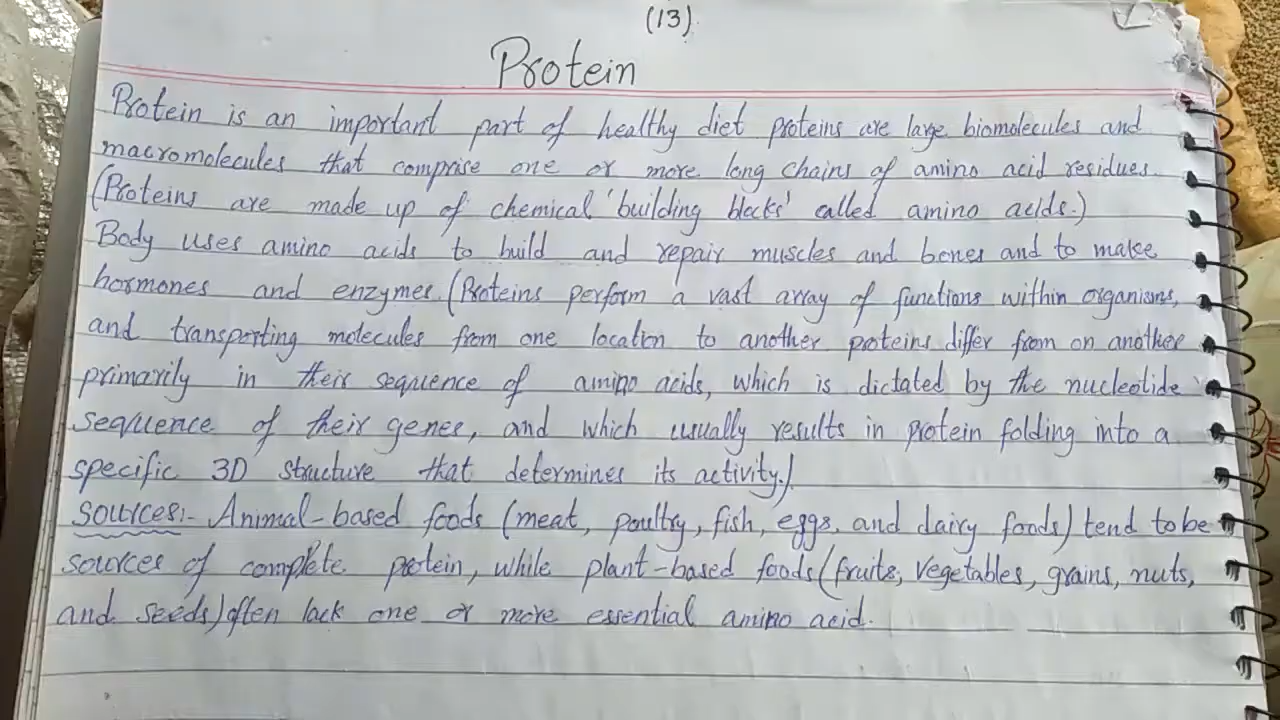 (13)
Protein
Protein is an important part of healthy diet proteins are large biomolecules and
macromolecules that comprise one or more long chains of amino acid residues.
(Proteins are made up of chemical 'building blocks' called amino acids.)
Body uses amino acids to build and repair muscles and bones and to make
hormones and enzymes. (Proteins perform a vast array of functions within organisms,
and transporting molecules from one location to another proteins differ from on another
primarily in their sequence of amino acids, which is dictated by the nucleotide
sequence of their genes, and which usually results in protein folding into a
specific 3D structure that determines its activity.)
Sources:- Animal-based foods (meat, poultry, fish, eggs, and dairy foods) tend to be
sources of complete protein, while plant-based foods (fruits, vegetables, grains, nuts,
and seeds) often lack one or more essential amino acid.